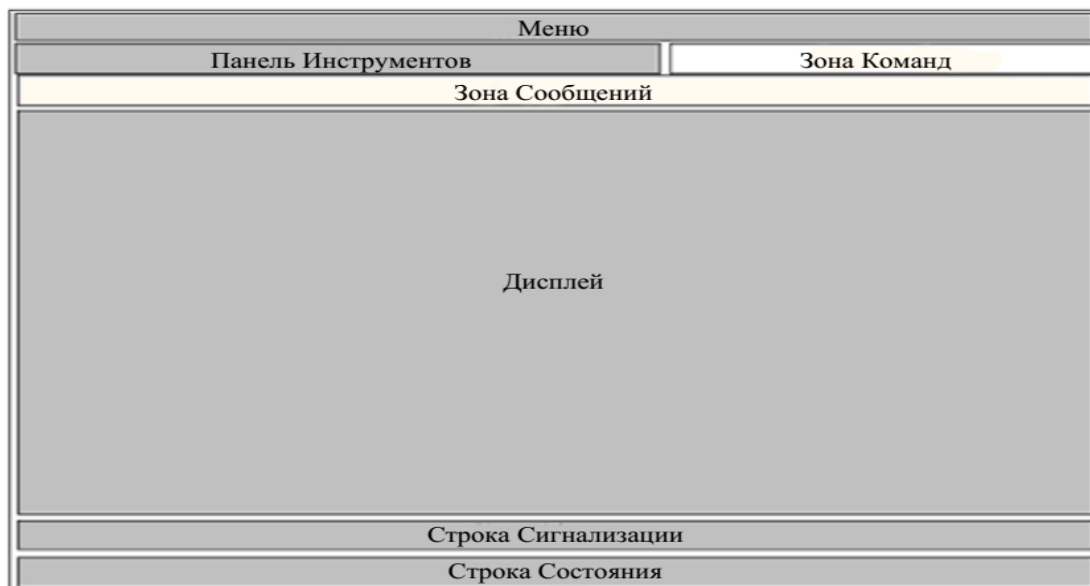 Меню
Панель Инструментов
Зона Команд
Зона Сообщений
Дисплей
Строка Сигнализации
Строка Состояния